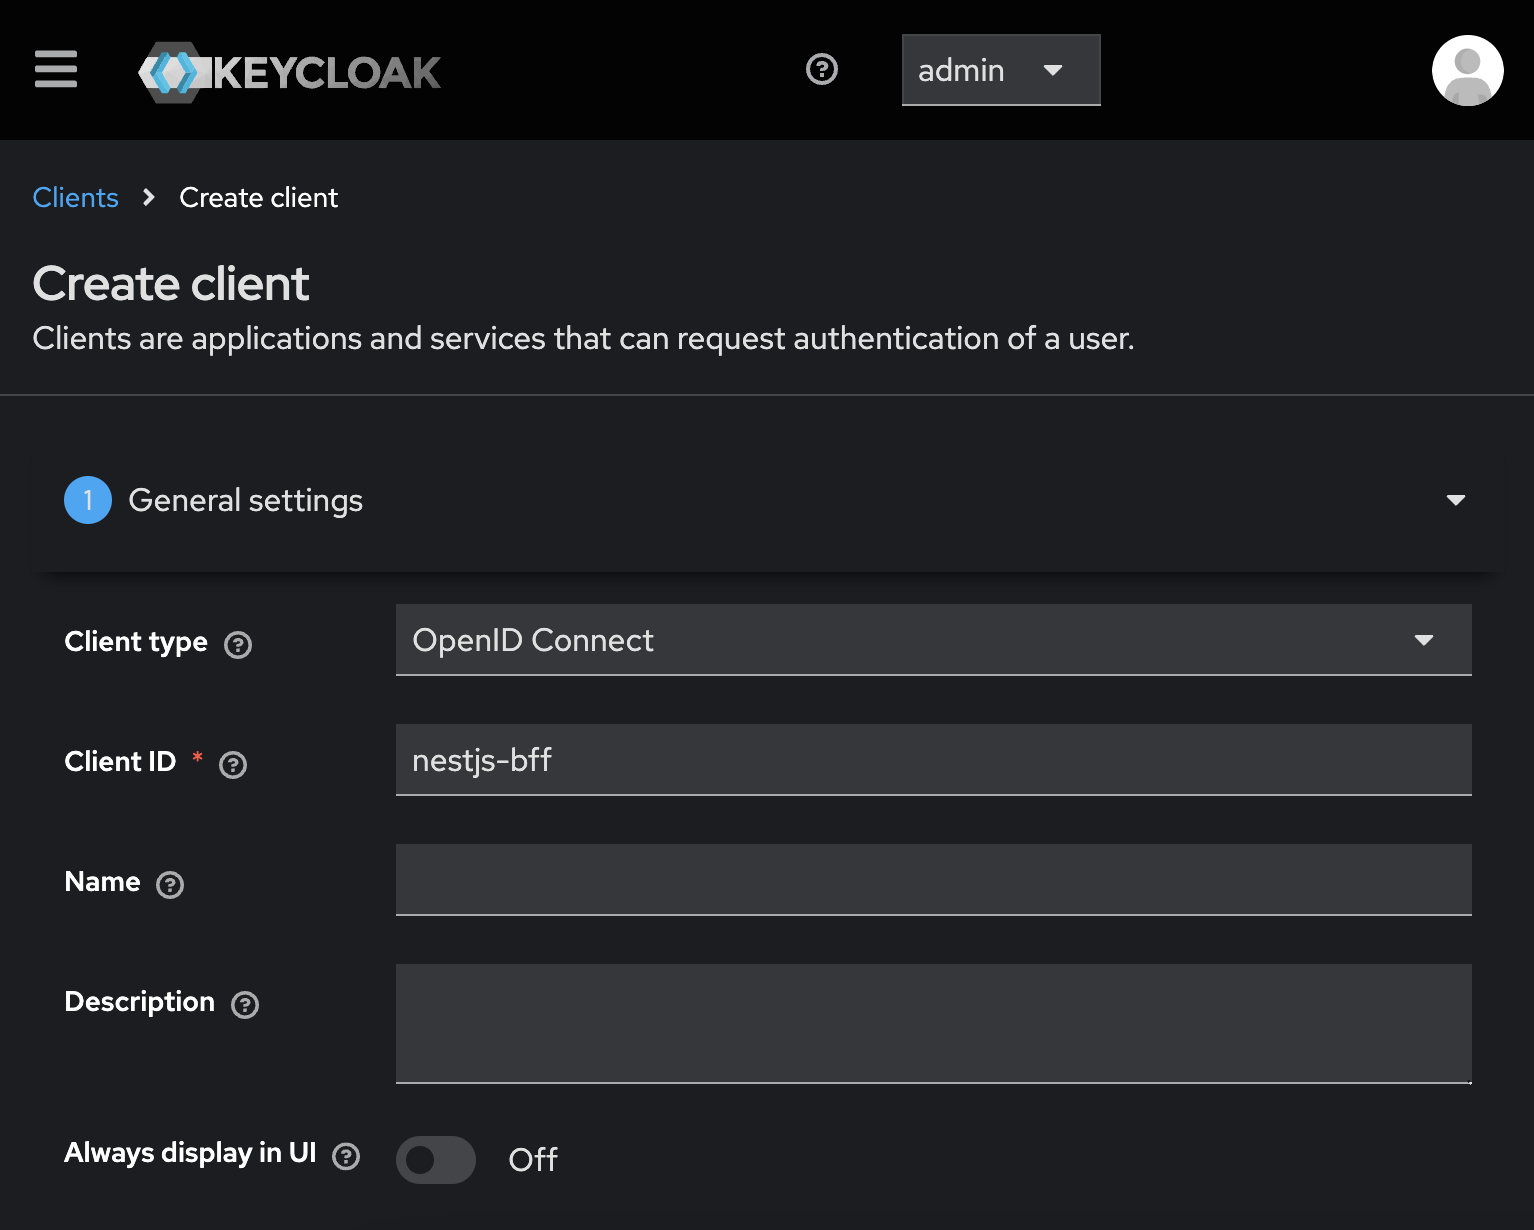 KEYCLOAK
admin
Clients
Create client
Create client
Clients are applications and services that can request authentication of a user.
1 General settings
Client type
OpenID Connect
Client ID *
nestjs-bff
Name
Description
Always display in UI
Off